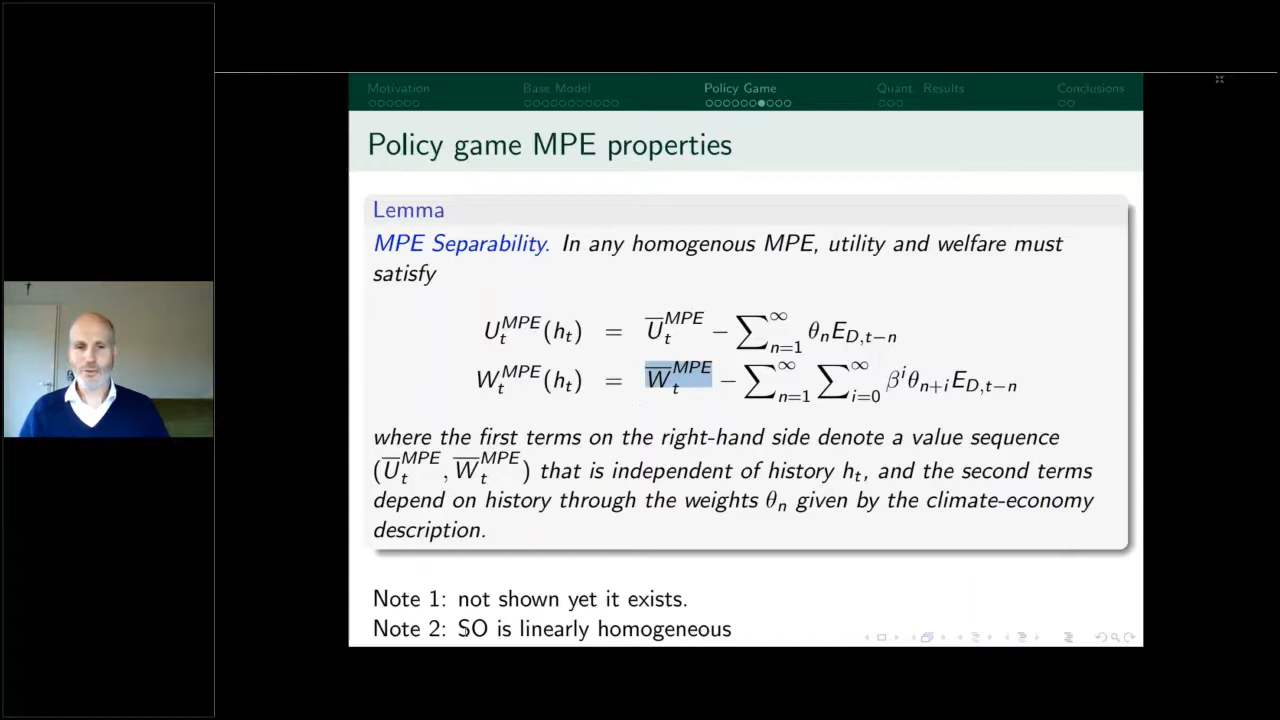 Motivation Base Model Policy Game Quant. Results Conclusions
Policy game MPE properties
Lemma
MPE Separability. In any homogenous MPE, utility and welfare must
satisfy
U_t^{MPE}(h_t) = \overline{U}_t^{MPE} − ∑_{n=1}^{∞} θ_n E_{D,t−n}
W_t^{MPE}(h_t) = \overline{W}_t^{MPE} − ∑_{n=1}^{∞} ∑_{i=0}^{∞} β^i θ_{n+i} E_{D,t−n}
where the first terms on the right-hand side denote a value sequence
(\overline{U}_t^{MPE}, \overline{W}_t^{MPE}) that is independent of history h_t, and the second terms
depend on history through the weights θ_n given by the climate-economy
description.
Note 1: not shown yet it exists.
Note 2: SO is linearly homogeneous